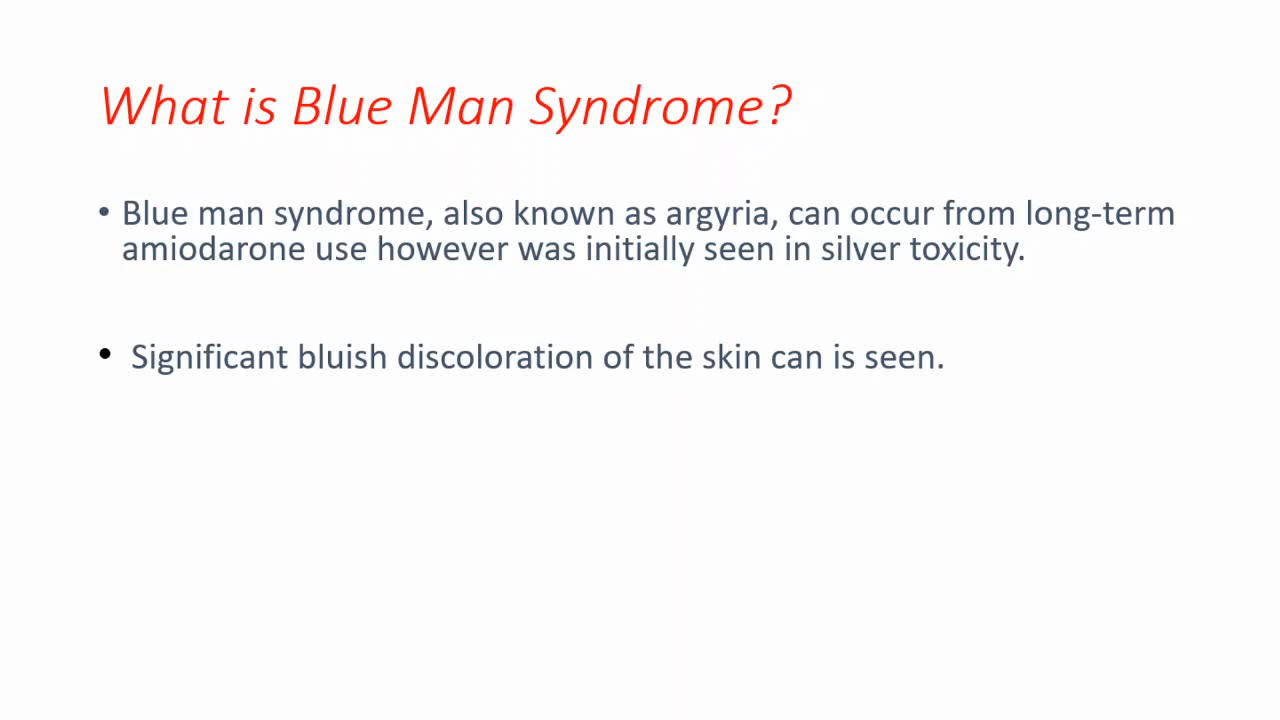 What is Blue Man Syndrome?
• Blue man syndrome, also known as argyria, can occur from long-term
amiodarone use however was initially seen in silver toxicity.
• Significant bluish discoloration of the skin can is seen.